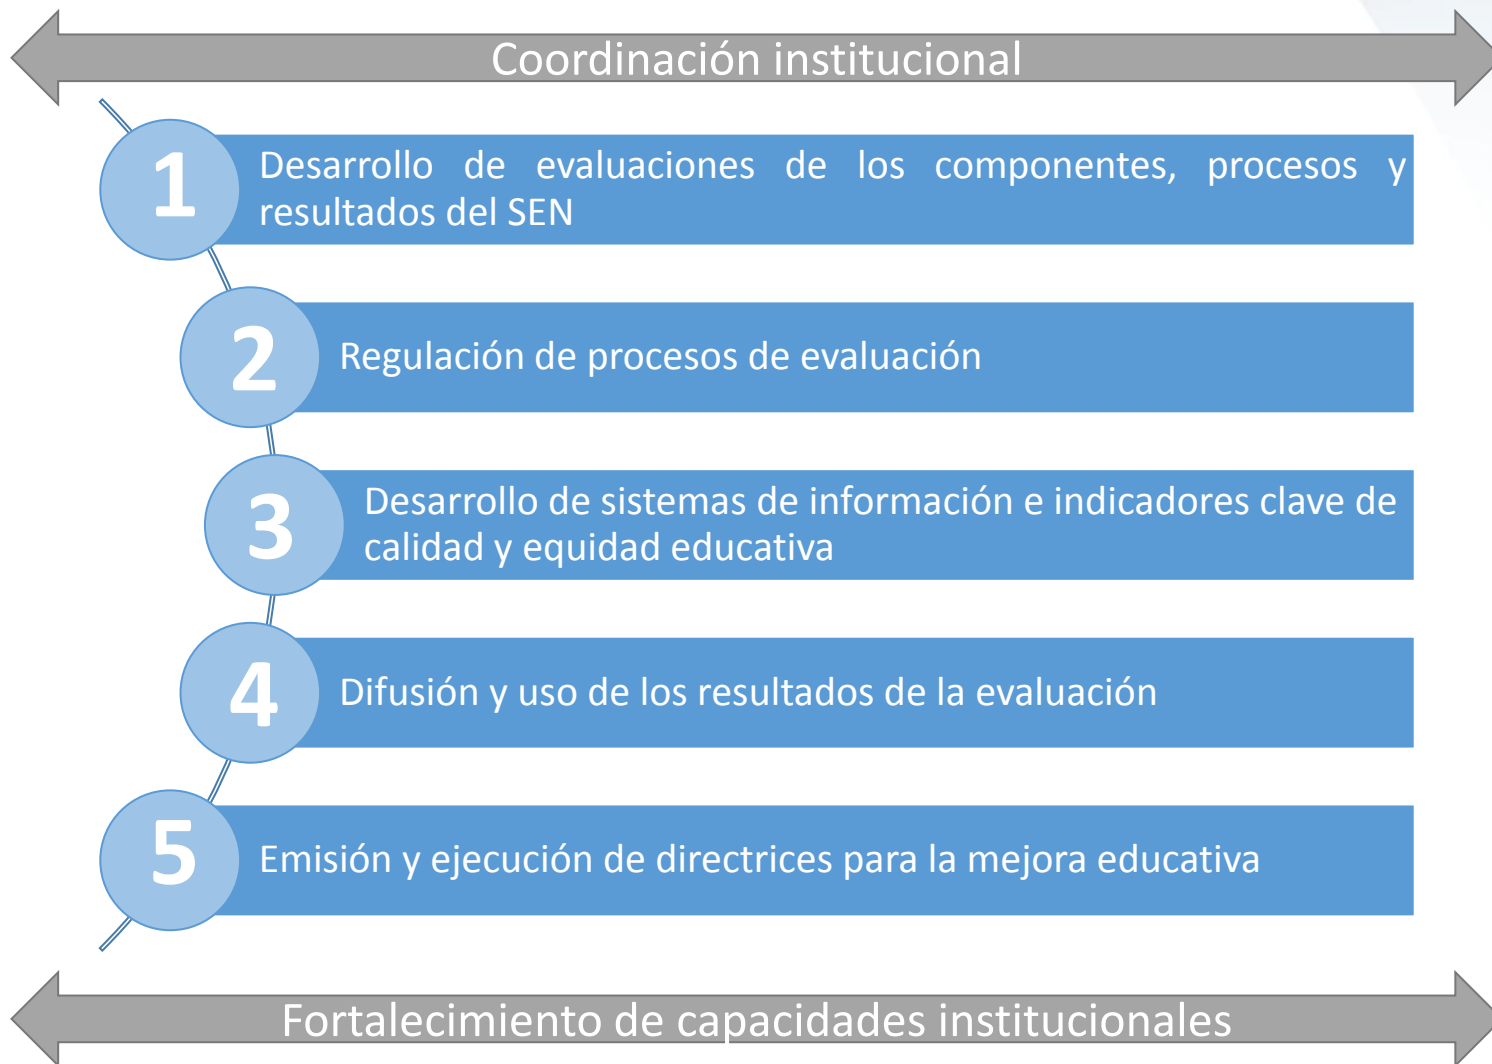 Coordinación institucional
1
Desarrollo de evaluaciones de los componentes, procesos y
resultados del SEN
2
Regulación de procesos de evaluación
3
Desarrollo de sistemas de información e indicadores clave de
calidad y equidad educativa
4
Difusión y uso de los resultados de la evaluación
5
Emisión y ejecución de directrices para la mejora educativa
Fortalecimiento de capacidades institucionales